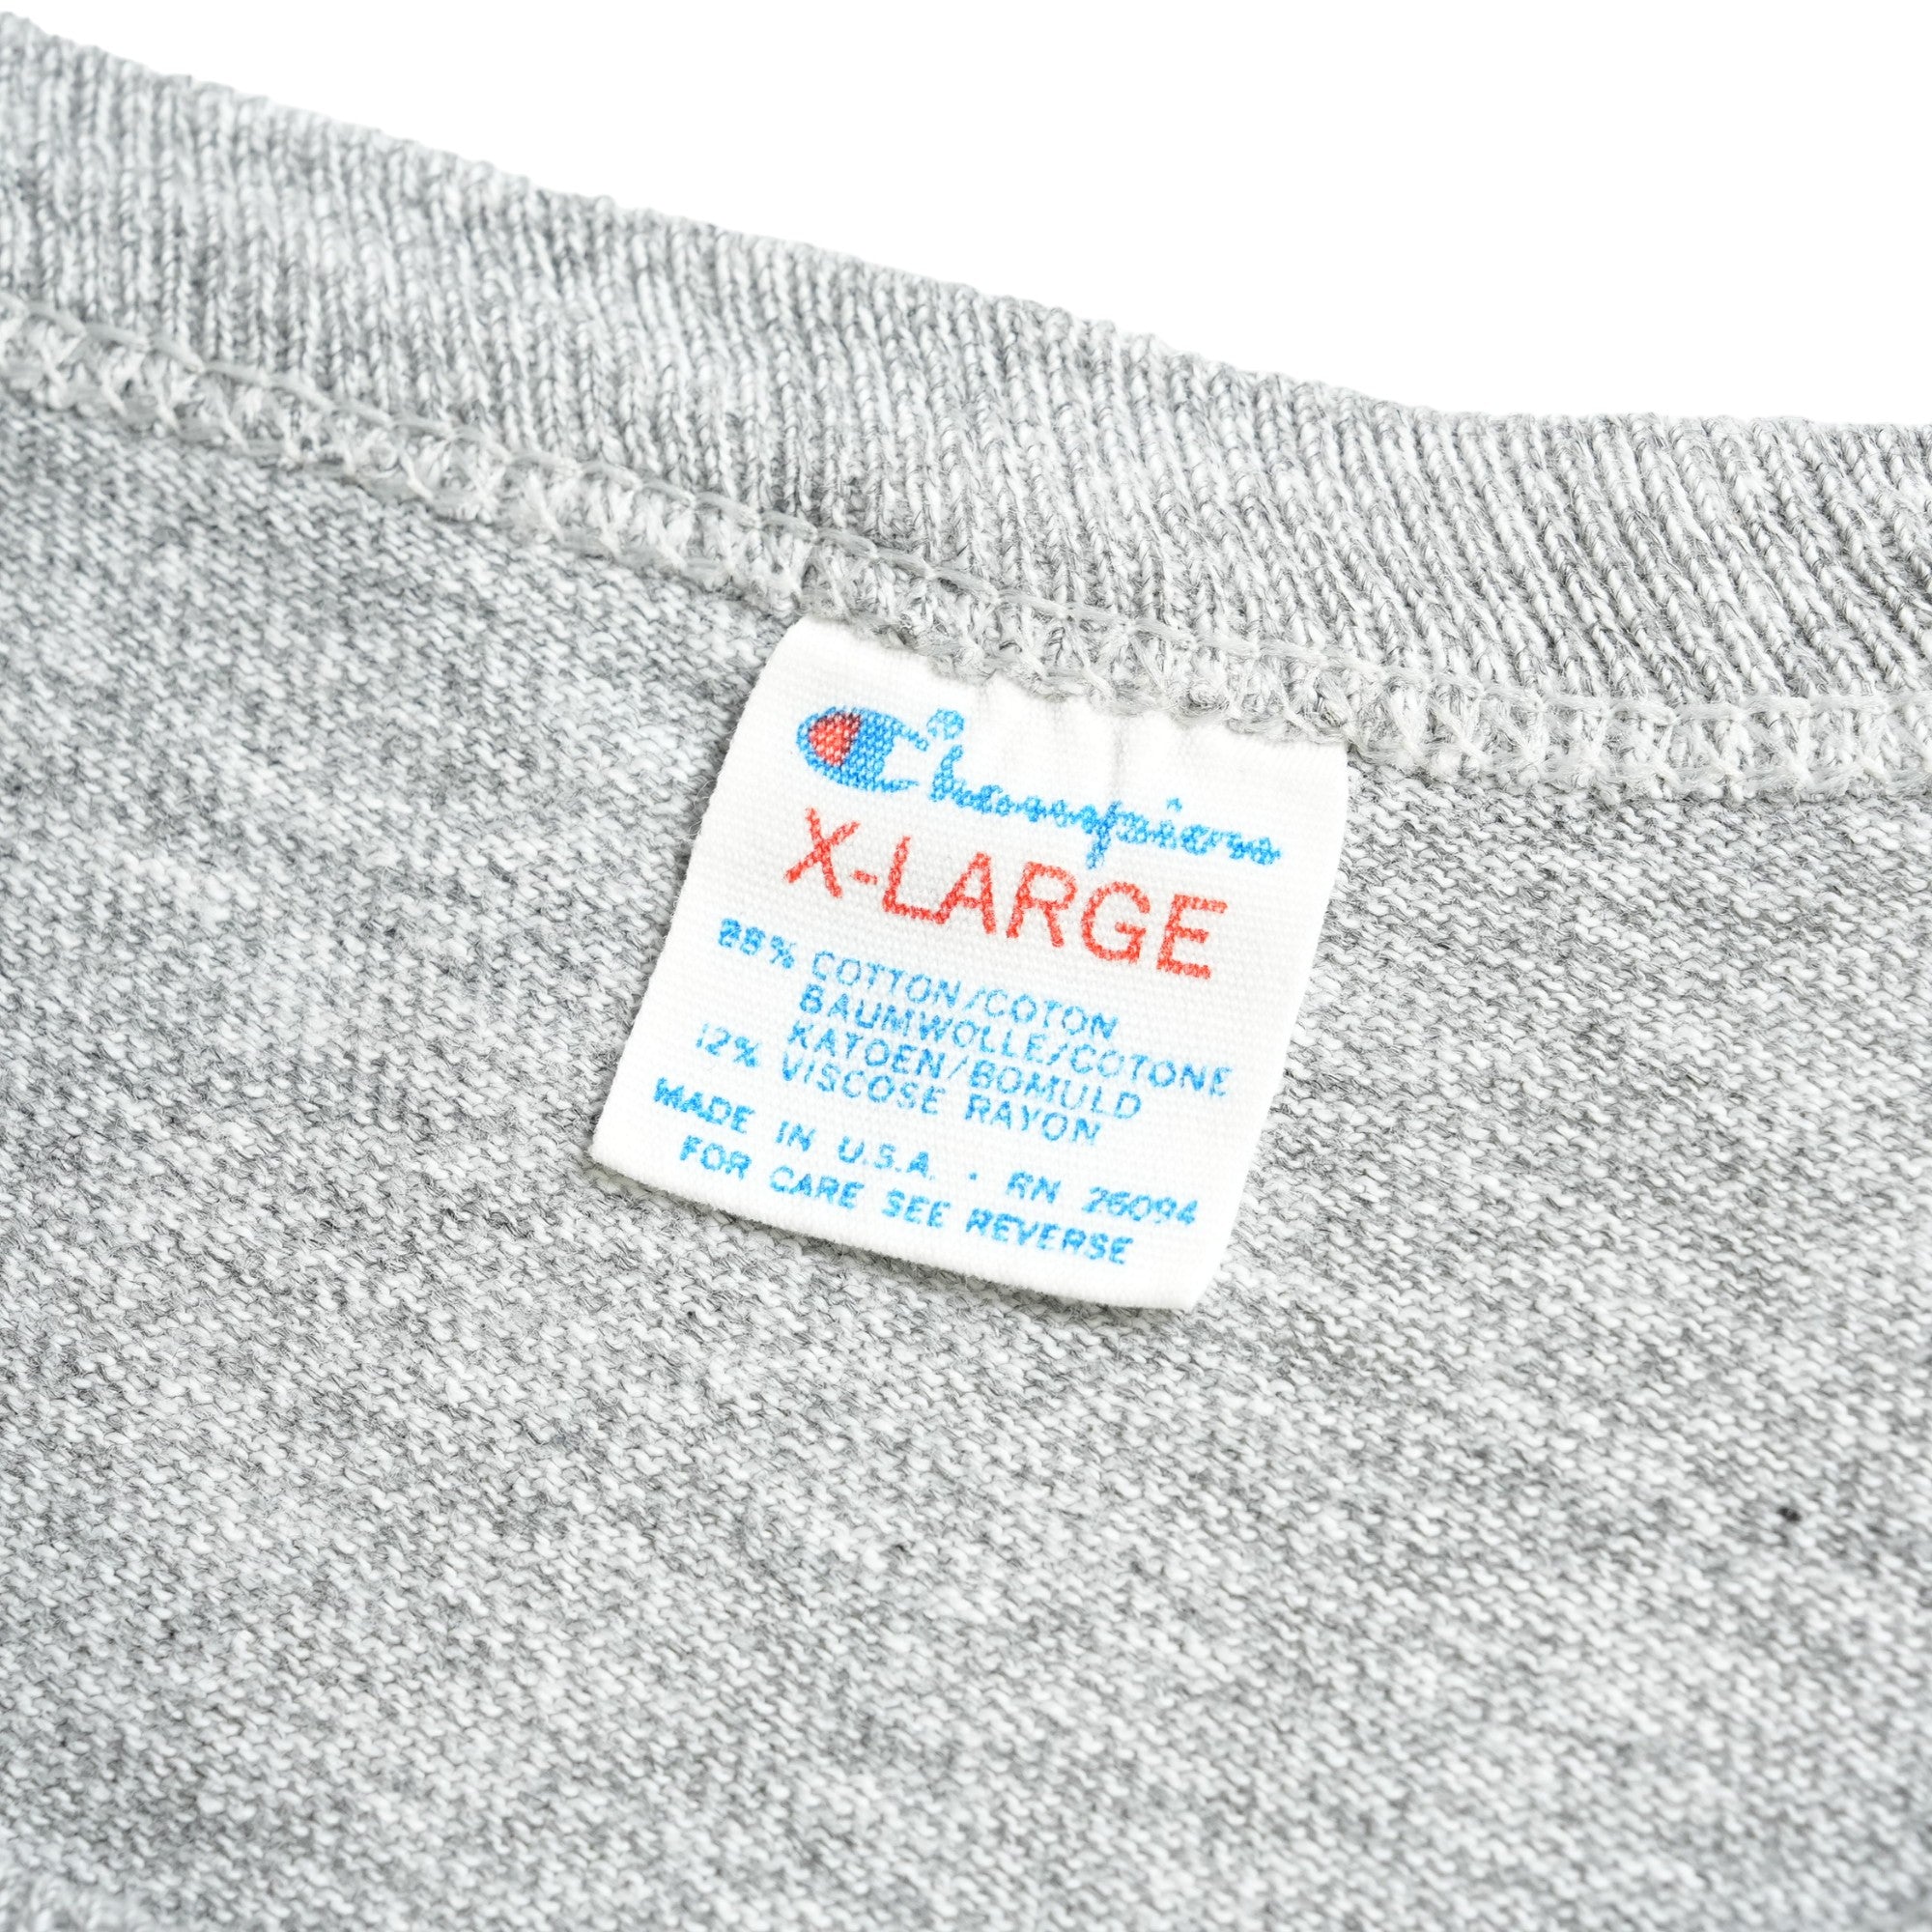 Champion
X-LARGE
88% COTTON/COTON
BAUMWOLLE/COTONE
KATOEN/BOMULD
12% VISCOSE RAYON
MADE IN U.S.A. · RN 26094
FOR CARE SEE REVERSE